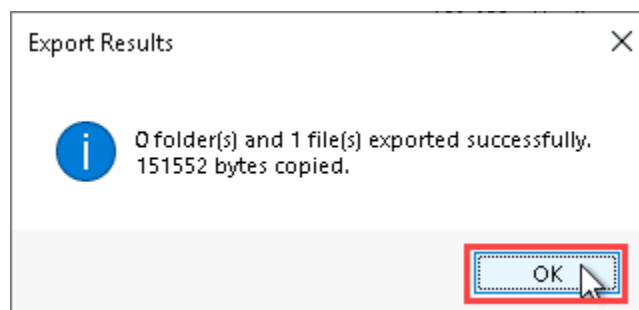 Export Results
0 folder(s) and 1 file(s) exported successfully.
151552 bytes copied.
OK